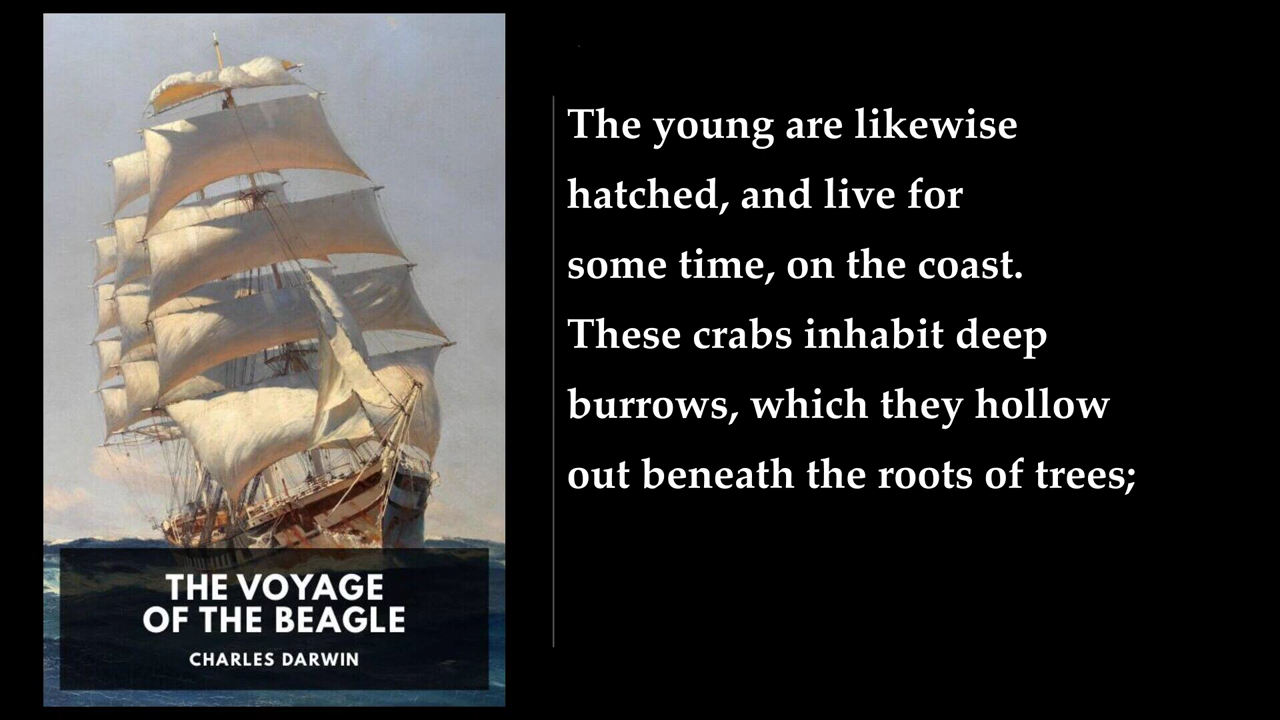 THE VOYAGE
OF THE BEAGLE
CHARLES DARWIN
The young are likewise
hatched, and live for
some time, on the coast.
These crabs inhabit deep
burrows, which they hollow
out beneath the roots of trees;